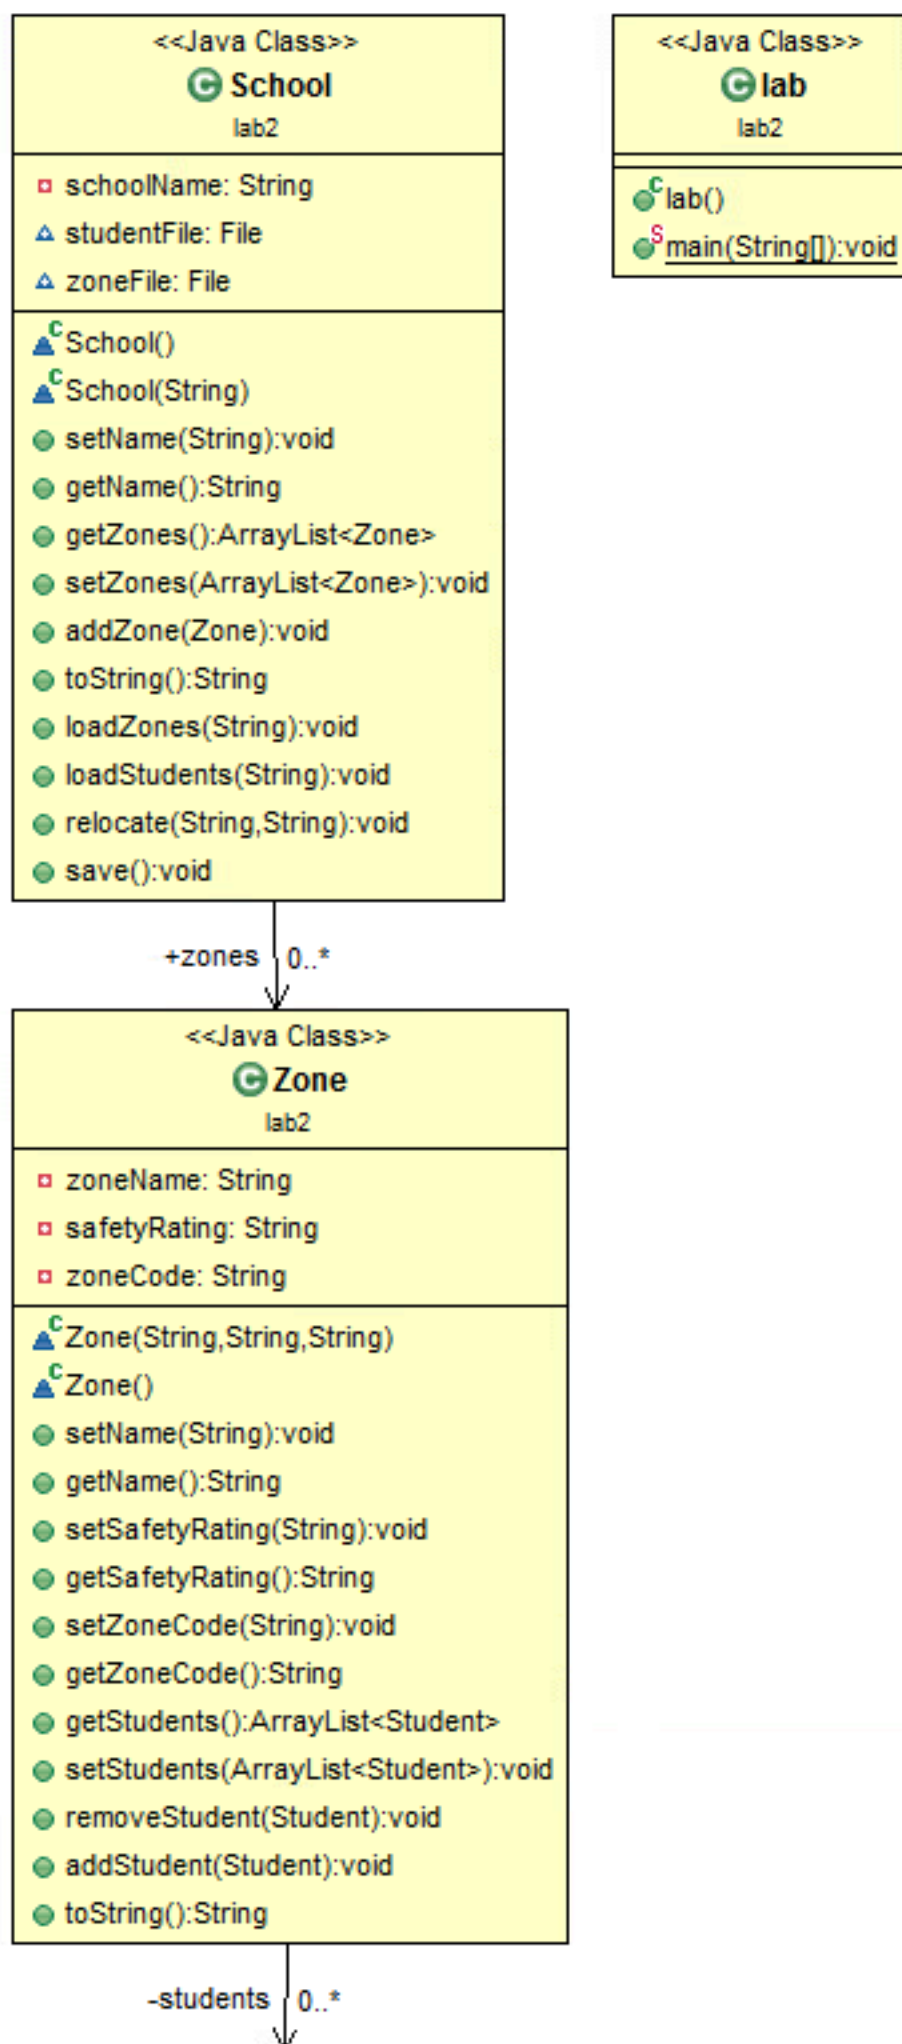 <<Java Class>>
School
lab2
schoolName: String
studentFile: File
zoneFile: File
School()
School(String)
setName(String):void
getName():String
getZones():ArrayList<Zone>
setZones(ArrayList<Zone>):void
addZone(Zone):void
toString():String
loadZones(String):void
loadStudents(String):void
relocate(String,String):void
save():void
<<Java Class>>
lab
lab2
lab()
main(String[]):void
+zones 0..*
<<Java Class>>
Zone
lab2
zoneName: String
safetyRating: String
zoneCode: String
Zone(String,String,String)
Zone()
setName(String):void
getName():String
setSafetyRating(String):void
getSafetyRating():String
setZoneCode(String):void
getZoneCode():String
getStudents():ArrayList<Student>
setStudents(ArrayList<Student>):void
removeStudent(Student):void
addStudent(Student):void
toString():String
-students 0..*